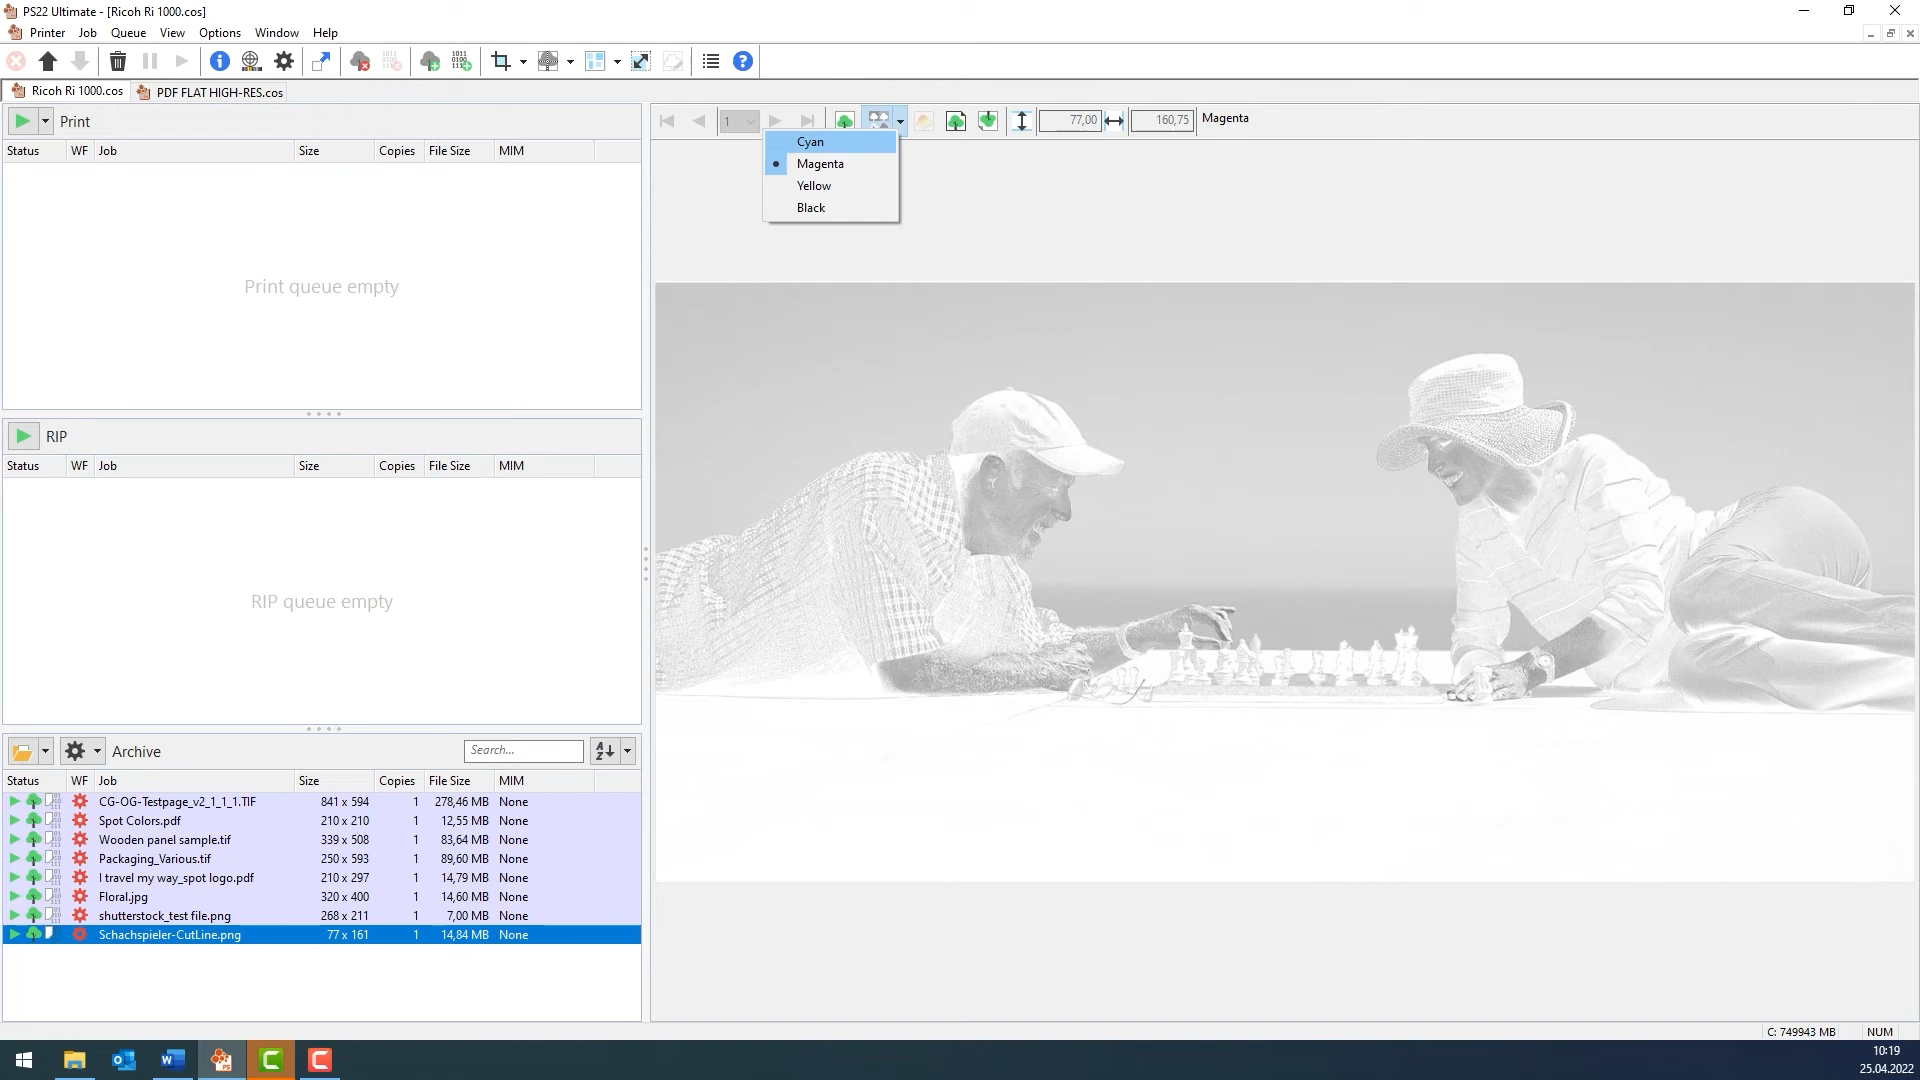 PS22 Ultimate - [Ricoh Ri 1000.cos]
Printer Job Queue View Options Window Help
Ricoh Ri 1000.cos PDF FLAT HIGH-RES.cos
Print
1 77,00 160,75 Magenta
Cyan
Magenta
Yellow
Black
Status WF Job Size Copies File Size MIM
Print queue empty
RIP
Status WF Job Size Copies File Size MIM
RIP queue empty
Archive Search...
Status WF Job Size Copies File Size MIM
CG-OG-Testpage_v2_1_1_1.TIF 841 x 594 1 278,46 MB None
Spot Colors.pdf 210 x 210 1 12,55 MB None
Wooden panel sample.tif 339 x 508 1 83,64 MB None
Packaging_Various.tif 250 x 593 1 89,60 MB None
I travel my way_spot logo.pdf 210 x 297 1 14,79 MB None
Floral.jpg 320 x 400 1 14,60 MB None
shutterstock_test file.png 268 x 211 1 7,00 MB None
Schachspieler-CutLine.png 77 x 161 1 14,84 MB None
C: 749943 MB NUM
10:19
25.04.2022